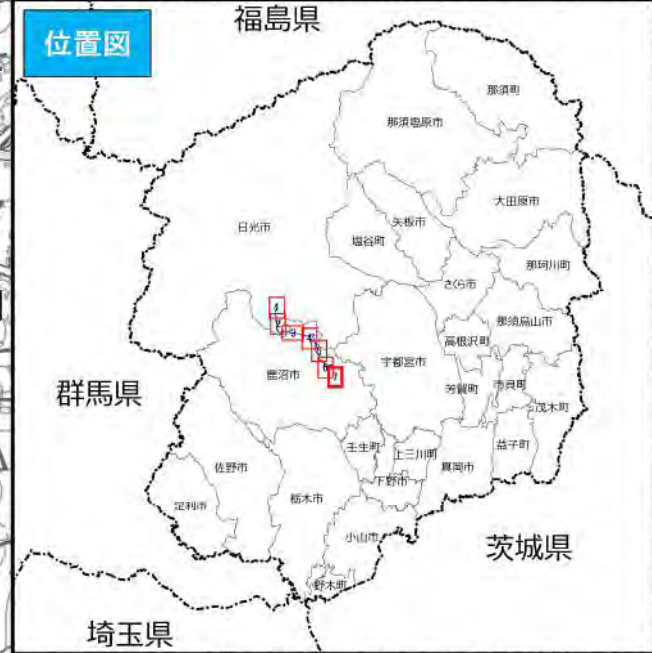 福島県
位置図
那須町
那須塩原市
大田原市
日光市
矢板市
塩谷町
那珂川町
さくら市
那須烏山市
高根沢町
宇都宮市
鹿沼市
芳賀町
市貝町
群馬県
茂木町
壬生町
上三川町
益子町
佐野市
真岡市
下野市
栃木市
足利市
小山市
茨城県
野木町
埼玉県